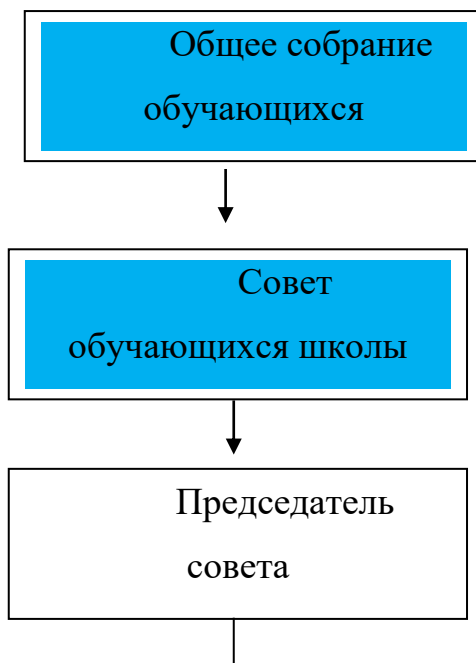 Общее собрание
обучающихся
Совет
обучающихся школы
Председатель
совета